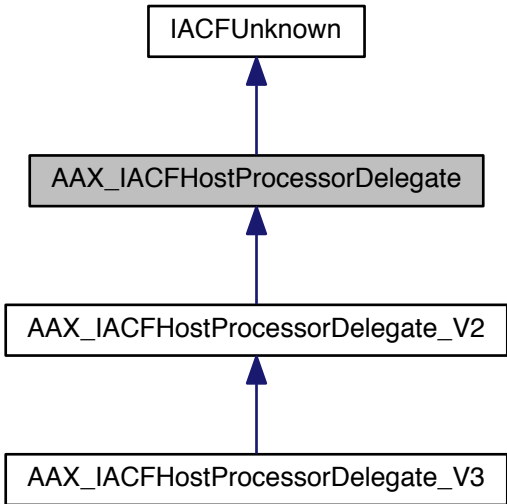 IACFUnknown
AAX_IACFHostProcessorDelegate
AAX_IACFHostProcessorDelegate_V2
AAX_IACFHostProcessorDelegate_V3